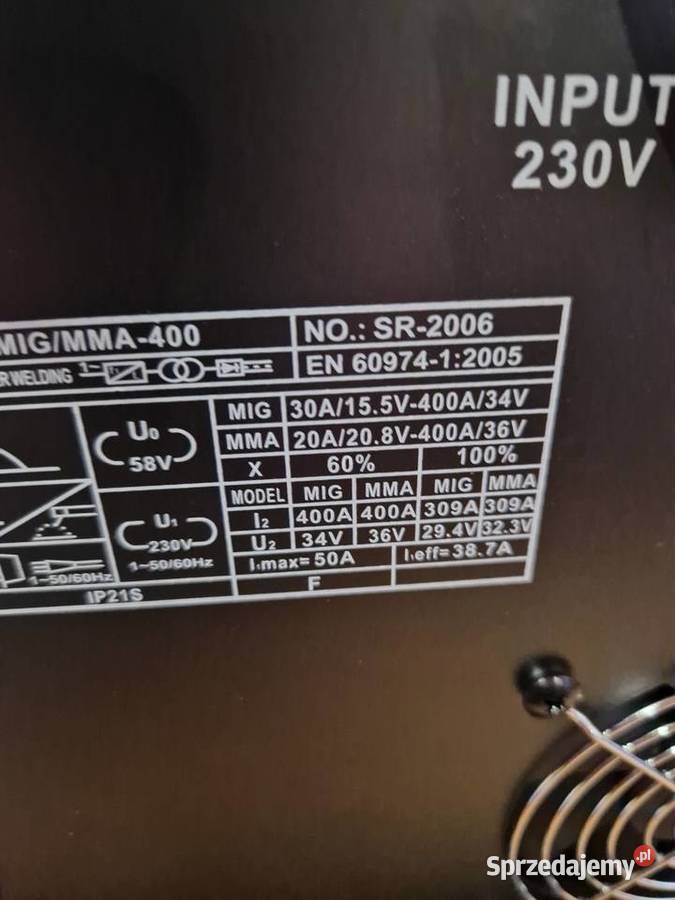 INPUT
230V
MIG/MMA-400
NO.: SR-2006
R WELDING 1~
EN 60974-1:2005
U₀
58V
MIG 30A/15.5V-400A/34V
MMA 20A/20.8V-400A/36V
X 60% 100%
MODEL MIG MMA MIG MMA
I₂ 400A 400A 309A 309A
U₂ 34V 36V 29.4V 32.3V
U₁
230V
1~50/60Hz
1~50/60Hz
I₁max=50A I₁eff=38.7A
IP21S F
Sprzedajemy.pl